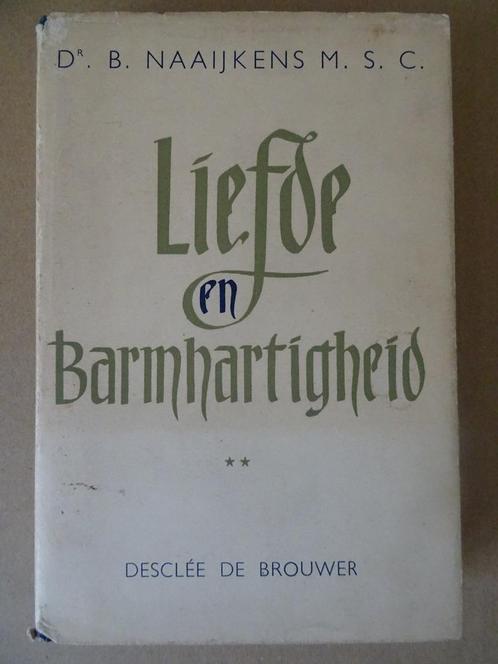 Dr. B. NAAIJKENS M. S. C.
Liefde
en
Barmhartigheid
**
DESCLÉE DE BROUWER